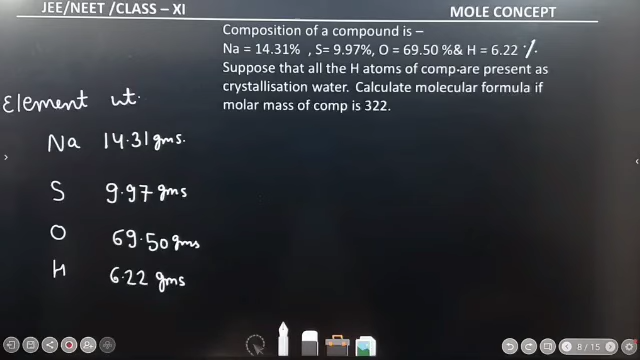 JEE/NEET /CLASS – XI
MOLE CONCEPT
Composition of a compound is –
Na = 14.31% , S= 9.97%, O = 69.50 %& H = 6.22 %
Suppose that all the H atoms of comp.are present as
crystallisation water. Calculate molecular formula if
molar mass of comp is 322.
Element wt.
Na 14.31 gms.
S 9.97 gms
O 69.50 gms
H 6.22 gms
8 / 15